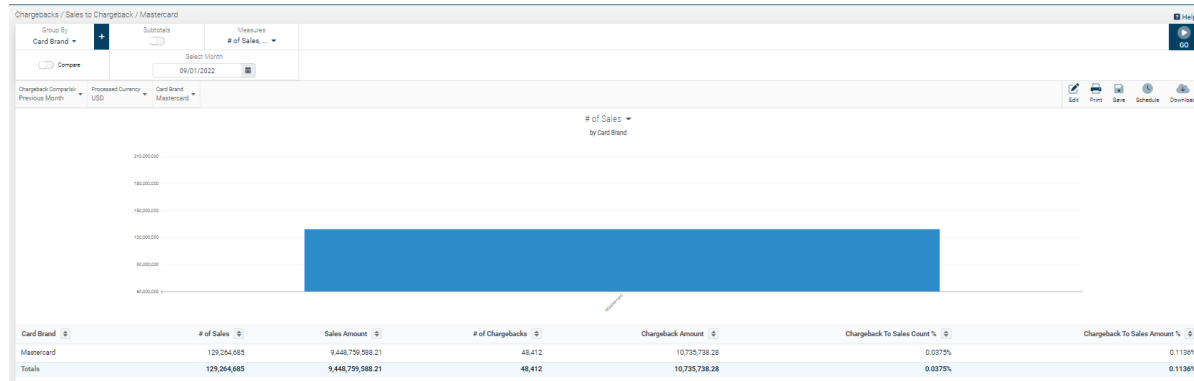 Chargebacks / Sales to Chargeback / Mastercard
Help
Group By
Card Brand
+
Subtotals
Measures
# of Sales, ...
GO
Compare
Select Month
09/01/2022
Chargeback Comparisk
Previous Month
Processed Currency
USD
Card Brand
Mastercard
Edit Print Save Schedule Download
# of Sales
by Card Brand
210,000,000
180,000,000
150,000,000
120,000,000
90,000,000
60,000,000
Mastercard
Card Brand # of Sales Sales Amount # of Chargebacks Chargeback Amount Chargeback To Sales Count % Chargeback To Sales Amount %
Mastercard 129,264,685 9,448,759,588.21 48,412 10,735,738.28 0.0375% 0.1136%
Totals 129,264,685 9,448,759,588.21 48,412 10,735,738.28 0.0375% 0.1136%